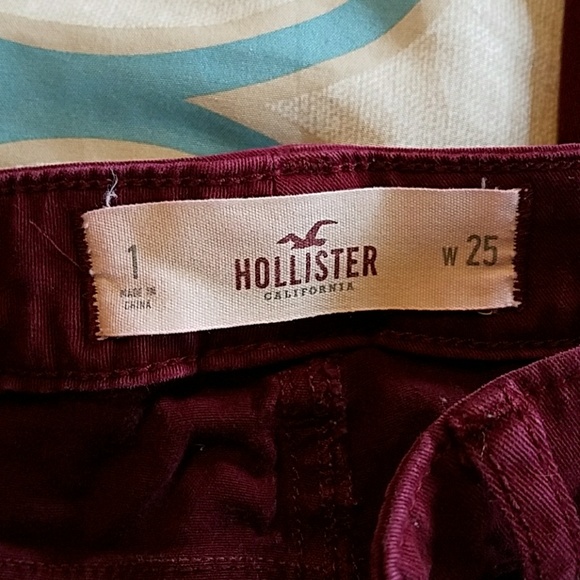 1
MADE IN
CHINA
HOLLISTER
CALIFORNIA
W 25